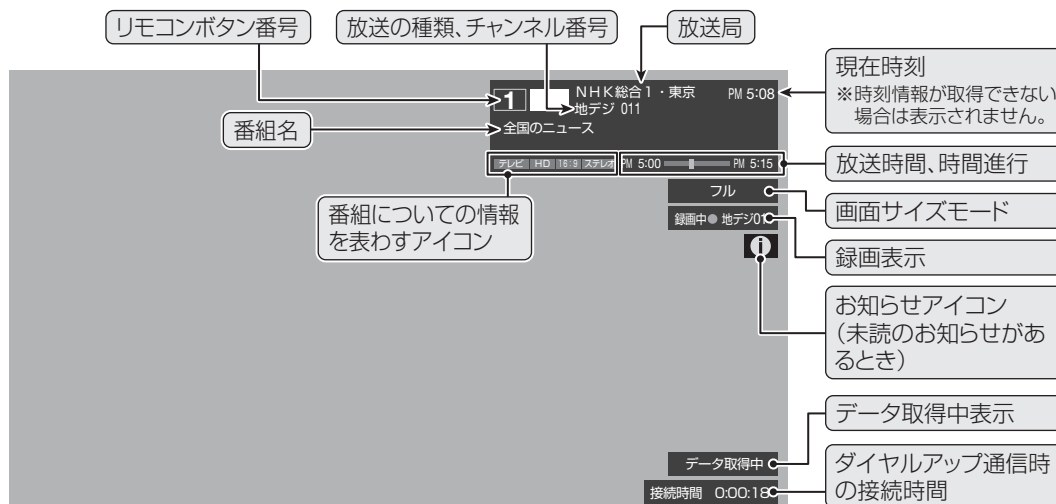 リモコンボタン番号
放送の種類、チャンネル番号
放送局
現在時刻
※時刻情報が取得できない
場合は表示されません。
1
NHK総合1・東京
PM 5:08
地デジ 011
番組名
全国のニュース
テレビ HD 16:9 ステレオ PM 5:00 PM 5:15
放送時間、時間進行
フル
画面サイズモード
番組についての情報
を表わすアイコン
録画中● 地デジ01
録画表示
i
お知らせアイコン
(未読のお知らせがあ
るとき)
データ取得中
データ取得中表示
接続時間 0:00:18
ダイヤルアップ通信時
の接続時間